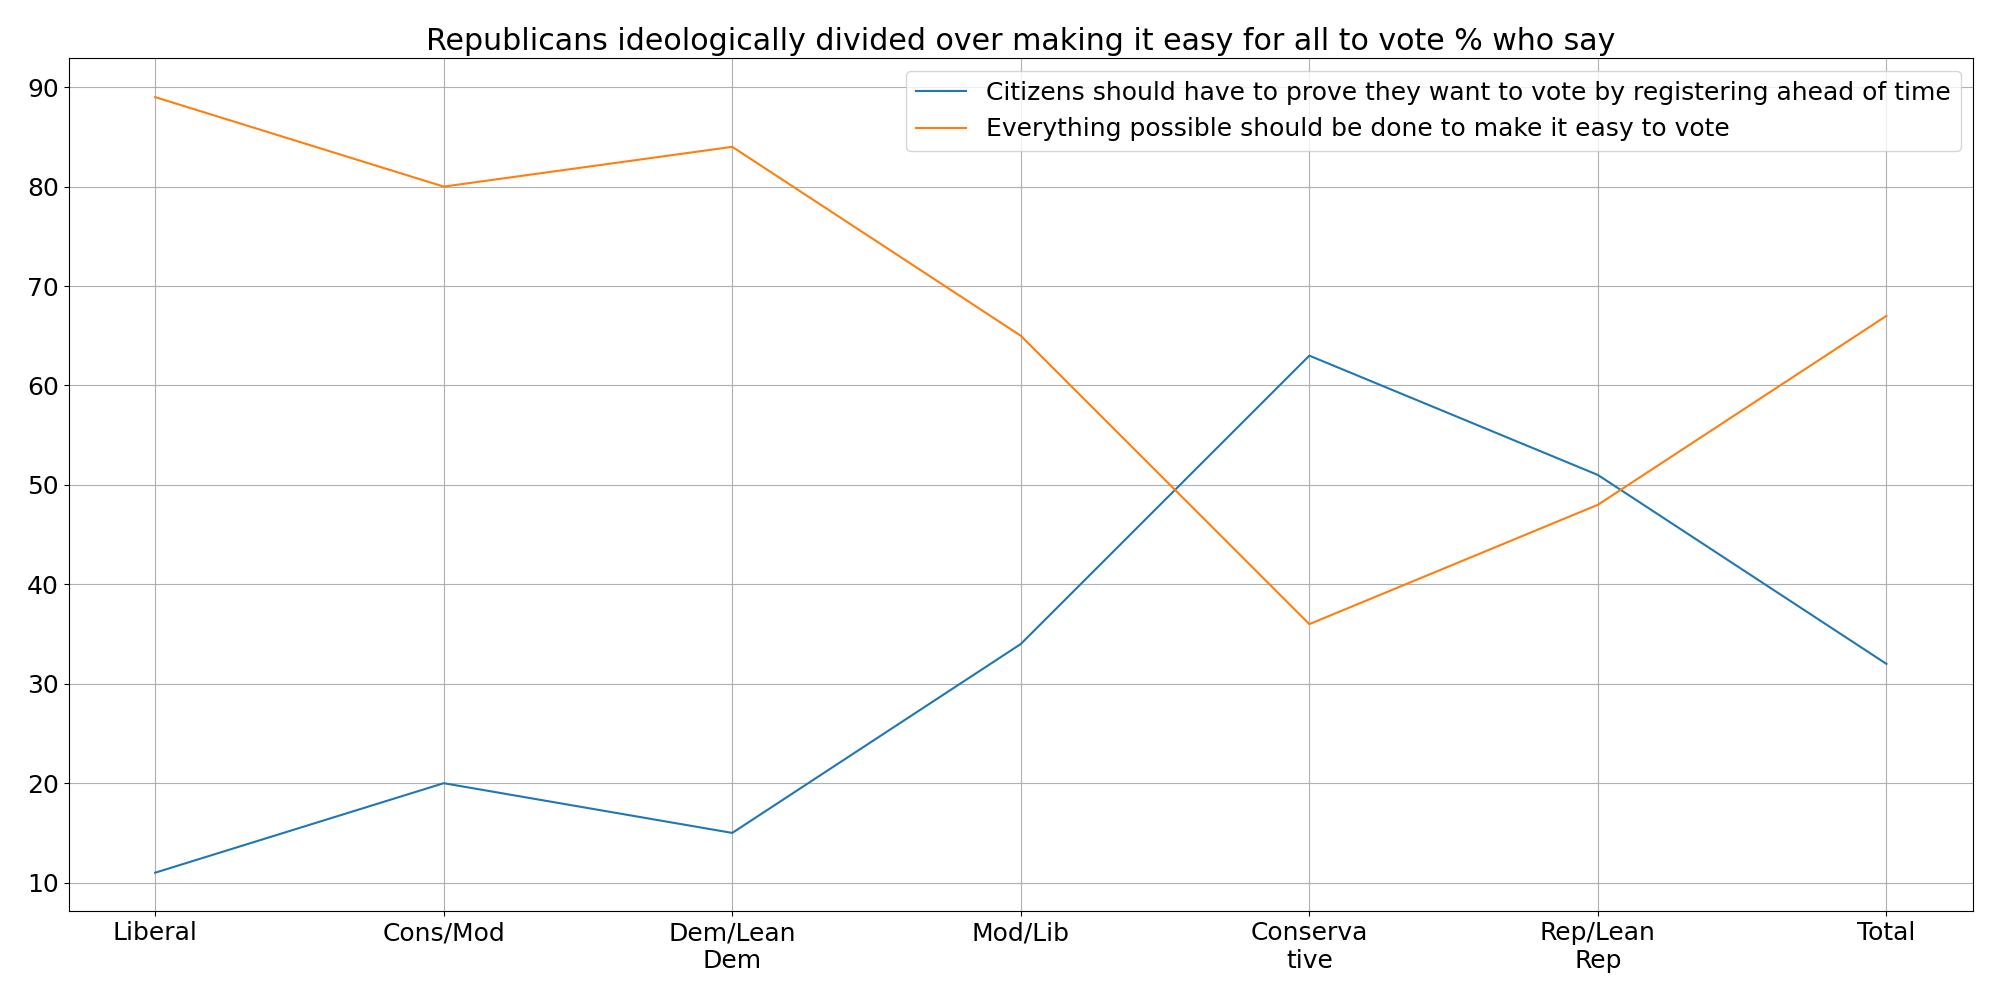 Republicans ideologically divided over making it easy for all to vote % who say
Citizens should have to prove they want to vote by registering ahead of time
Everything possible should be done to make it easy to vote
90
80
70
60
50
40
30
20
10
Liberal
Cons/Mod
Dem/Lean
Dem
Mod/Lib
Conserva
tive
Rep/Lean
Rep
Total